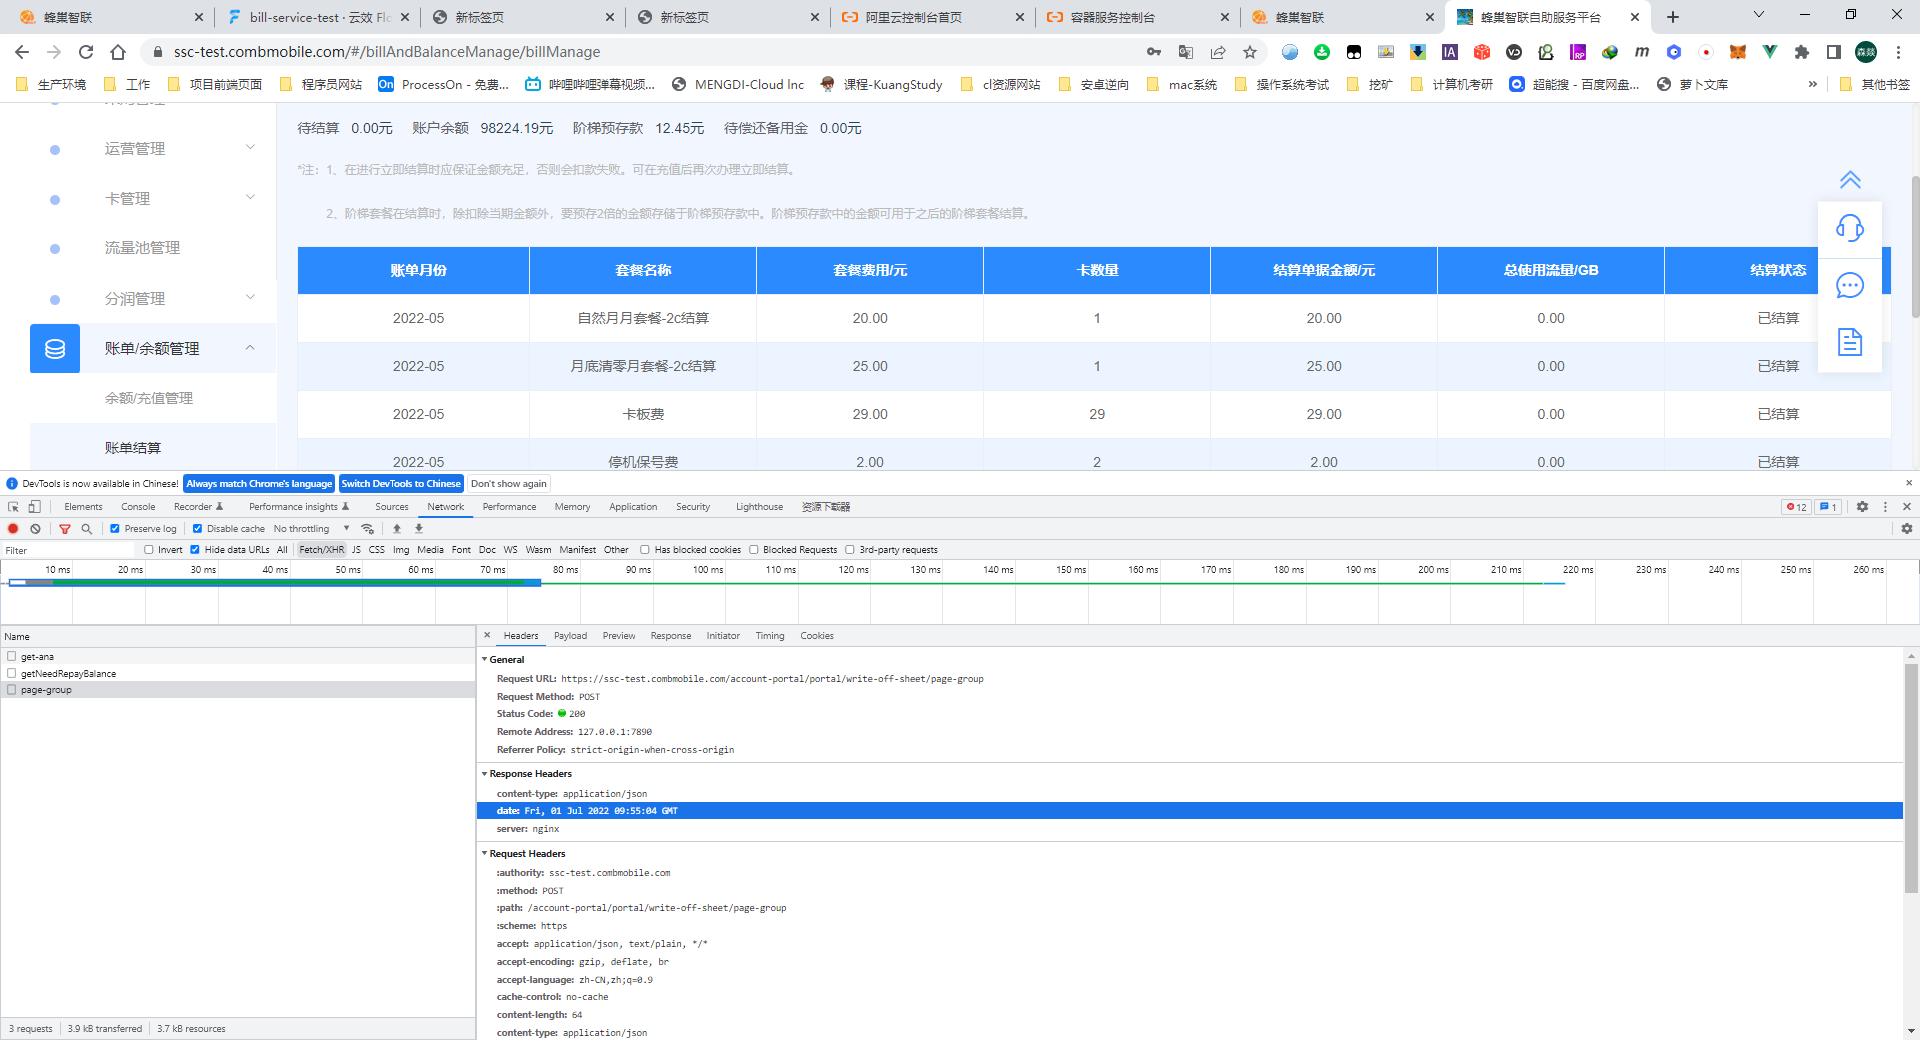 蜂巢智联
bill-service-test · 云效 Flo
新标签页
新标签页
阿里云控制台首页
容器服务控制台
蜂巢智联
蜂巢智联自助服务平台
ssc-test.combmobile.com/#/billAndBalanceManage/billManage
生产环境 工作 项目前端页面 程序员网站 On ProcessOn - 免费... 哔哩哔哩弹幕视频... MENGDI-Cloud Inc 课程-KuangStudy cl资源网站 安卓逆向 mac系统 操作系统考试 挖矿 计算机考研 超能搜 - 百度网盘... 萝卜文库 » 其他书签
运营管理
卡管理
流量池管理
分润管理
账单/余额管理
余额/充值管理
账单结算
待结算 0.00元 账户余额 98224.19元 阶梯预存款 12.45元 待偿还备用金 0.00元
*注：1、在进行立即结算时应保证金额充足，否则会扣款失败。可在充值后再次办理立即结算。
2、阶梯套餐在结算时，除扣除当期金额外，要预存2倍的金额存储于阶梯预存款中。阶梯预存款中的金额可用于之后的阶梯套餐结算。
账单月份 套餐名称 套餐费用/元 卡数量 结算单据金额/元 总使用流量/GB 结算状态
2022-05 自然月月套餐-2c结算 20.00 1 20.00 0.00 已结算
2022-05 月底清零月套餐-2c结算 25.00 1 25.00 0.00 已结算
2022-05 卡板费 29.00 29 29.00 0.00 已结算
2022-05 停机保号费 2.00 2 2.00 0.00 已结算
DevTools is now available in Chinese! Always match Chrome's language Switch DevTools to Chinese Don't show again
Elements Console Recorder Performance insights Sources Network Performance Memory Application Security Lighthouse 资源下载器 12 1
Preserve log Disable cache No throttling
Filter Invert Hide data URLs All Fetch/XHR JS CSS Img Media Font Doc WS Wasm Manifest Other Has blocked cookies Blocked Requests 3rd-party requests
10 ms 20 ms 30 ms 40 ms 50 ms 60 ms 70 ms 80 ms 90 ms 100 ms 110 ms 120 ms 130 ms 140 ms 150 ms 160 ms 170 ms 180 ms 190 ms 200 ms 210 ms 220 ms 230 ms 240 ms 250 ms 260 ms
Name
get-ana
getNeedRepayBalance
page-group
3 requests 3.9 kB transferred 3.7 kB resources
Headers Payload Preview Response Initiator Timing Cookies
General
Request URL: https://ssc-test.combmobile.com/account-portal/portal/write-off-sheet/page-group
Request Method: POST
Status Code: 200
Remote Address: 127.0.0.1:7890
Referrer Policy: strict-origin-when-cross-origin
Response Headers
content-type: application/json
date: Fri, 01 Jul 2022 09:55:04 GMT
server: nginx
Request Headers
:authority: ssc-test.combmobile.com
:method: POST
:path: /account-portal/portal/write-off-sheet/page-group
:scheme: https
accept: application/json, text/plain, */*
accept-encoding: gzip, deflate, br
accept-language: zh-CN,zh;q=0.9
cache-control: no-cache
content-length: 64
content-type: application/json